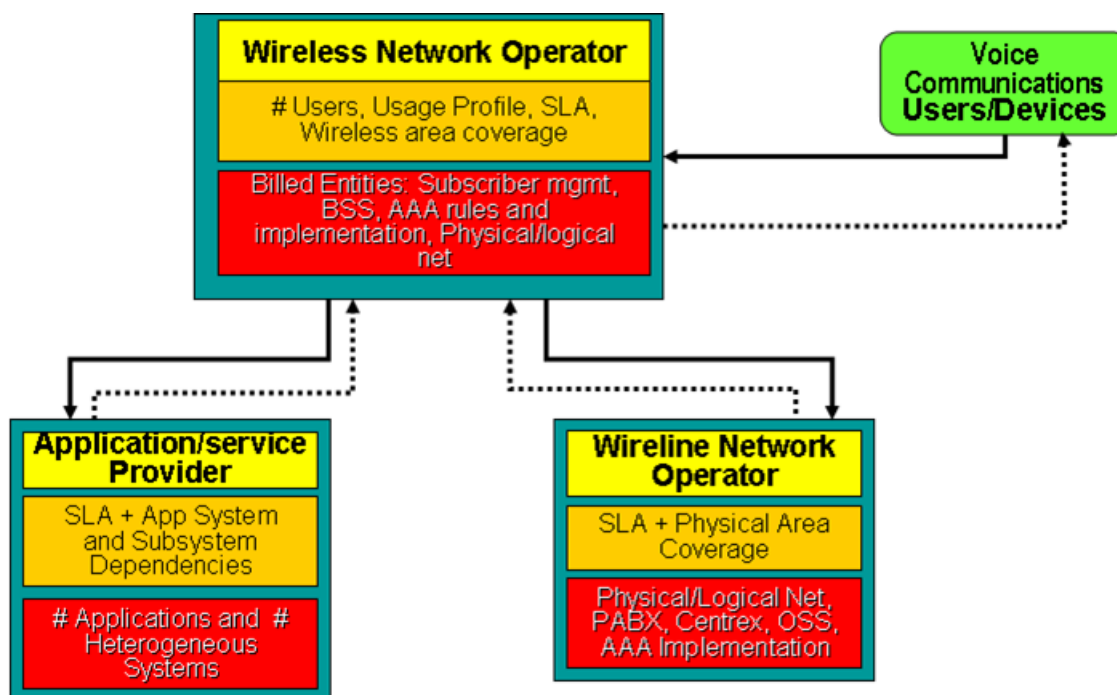 Wireless Network Operator
# Users, Usage Profile, SLA,
Wireless area coverage
Billed Entities: Subscriber mgmt,
BSS, AAA rules and
implementation, Physical/logical
net
Voice
Communications
Users/Devices
Application/service
Provider
SLA + App System
and Subsystem
Dependencies
# Applications and #
Heterogeneous
Systems
Wireline Network
Operator
SLA + Physical Area
Coverage
Physical/Logical Net,
PABX, Centrex, OSS,
AAA Implementation